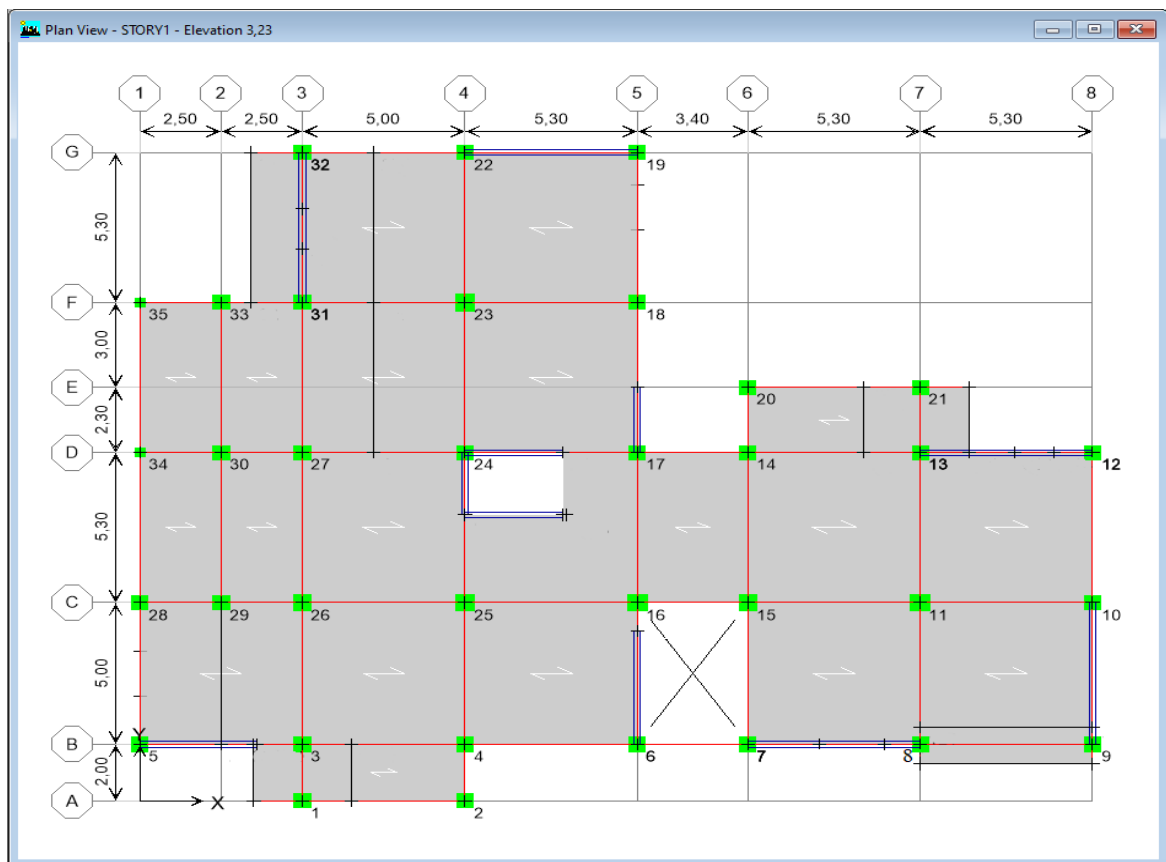 Plan View - STORY1 - Elevation 3,23
1 2 3 4 5 6 7 8
2,50 2,50 5,00 5,30 3,40 5,30 5,30
G
32 22 19
5,30
F
35 33 31 23 18
3,00
E
20 21
2,30
D
34 30 27 24 17 14 13 12
5,30
C
28 29 26 25 16 15 11 10
5,00
Y
B
5 3 4 6 7 8 9
2,00
X
A
1 2